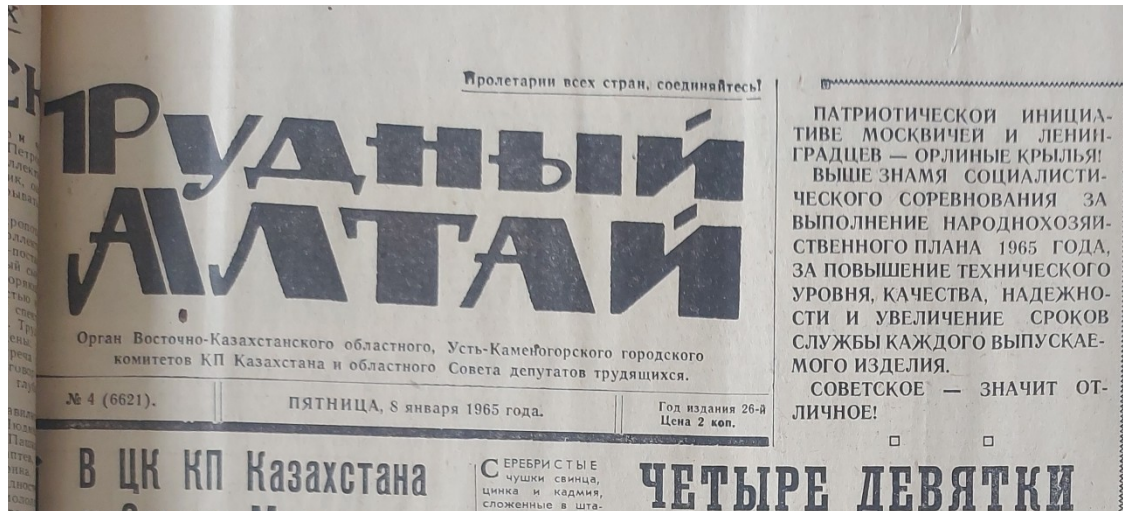 Пролетарии всех стран, соединяйтесь!
РУДНЫЙ
АЛТАЙ
Орган Восточно-Казахстанского областного, Усть-Каменогорского городского
комитетов КП Казахстана и областного Совета депутатов трудящихся.
№ 4 (6621).
ПЯТНИЦА, 8 января 1965 года.
Год издания 26-й
Цена 2 коп.
ПАТРИОТИЧЕСКОЙ ИНИЦИА-
ТИВЕ МОСКВИЧЕЙ И ЛЕНИН-
ГРАДЦЕВ — ОРЛИНЫЕ КРЫЛЬЯ!
ВЫШЕ ЗНАМЯ СОЦИАЛИСТИ-
ЧЕСКОГО СОРЕВНОВАНИЯ ЗА
ВЫПОЛНЕНИЕ НАРОДНОХОЗЯЙ-
СТВЕННОГО ПЛАНА 1965 ГОДА,
ЗА ПОВЫШЕНИЕ ТЕХНИЧЕСКОГО
УРОВНЯ, КАЧЕСТВА, НАДЕЖНО-
СТИ И УВЕЛИЧЕНИЕ СРОКОВ
СЛУЖБЫ КАЖДОГО ВЫПУСКАЕ-
МОГО ИЗДЕЛИЯ.
СОВЕТСКОЕ — ЗНАЧИТ ОТ-
ЛИЧНОЕ!
В ЦК КП Казахстана
СЕРЕБРИСТЫЕ
чушки свинца,
цинка и кадмия,
сложенные в шта-
ЧЕТЫРЕ ДЕВЯТКИ